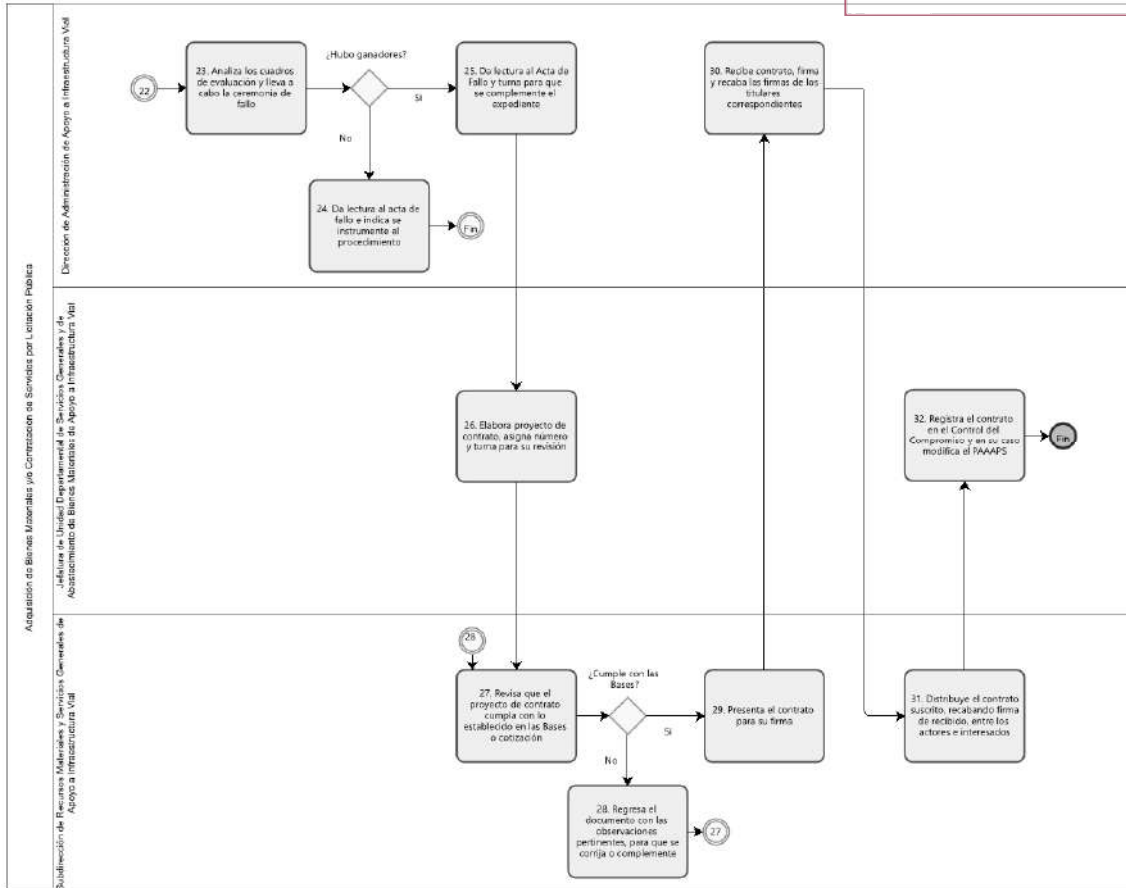 Adquisición de Bienes Materiales y/o Contratación de Servicios por Licitación Pública
Dirección de Administración de Apoyo a Infraestructura Vial
22
23. Analiza los cuadros
de evaluación y lleva a
cabo la ceremonia de
fallo
¿Hubo ganadores?
Si
No
25. Da lectura al Acta de
Fallo y turna para que
se complemente el
expediente
24. Da lectura al acta de
fallo e indica se
instrumente el
procedimiento
Fin
30. Recibe contrato, firma
y recaba las firmas de los
titulares
correspondientes
Jefatura de Unidad Departamental de Servicios Generales y de
Abastecimiento de Bienes Materiales de Apoyo a Infraestructura Vial
26. Elabora proyecto de
contrato, asigna número
y turna para su revisión
32. Registra el contrato
en el Control del
Compromiso y en su caso
modifica el PAAAPS
Fin
Subdirección de Recursos Materiales y Servicios Generales de
Apoyo a Infraestructura Vial
28
27. Revisa que el
proyecto de contrato
cumpla con lo
establecido en las Bases
o cotización
¿Cumple con las
Bases?
Si
No
29. Presenta el contrato
para su firma
28. Regresa el
documento con las
observaciones
pertinentes, para que se
corrija o complemente
27
31. Distribuye el contrato
suscrito, recabando firma
de recibido, entre los
actores e interesados